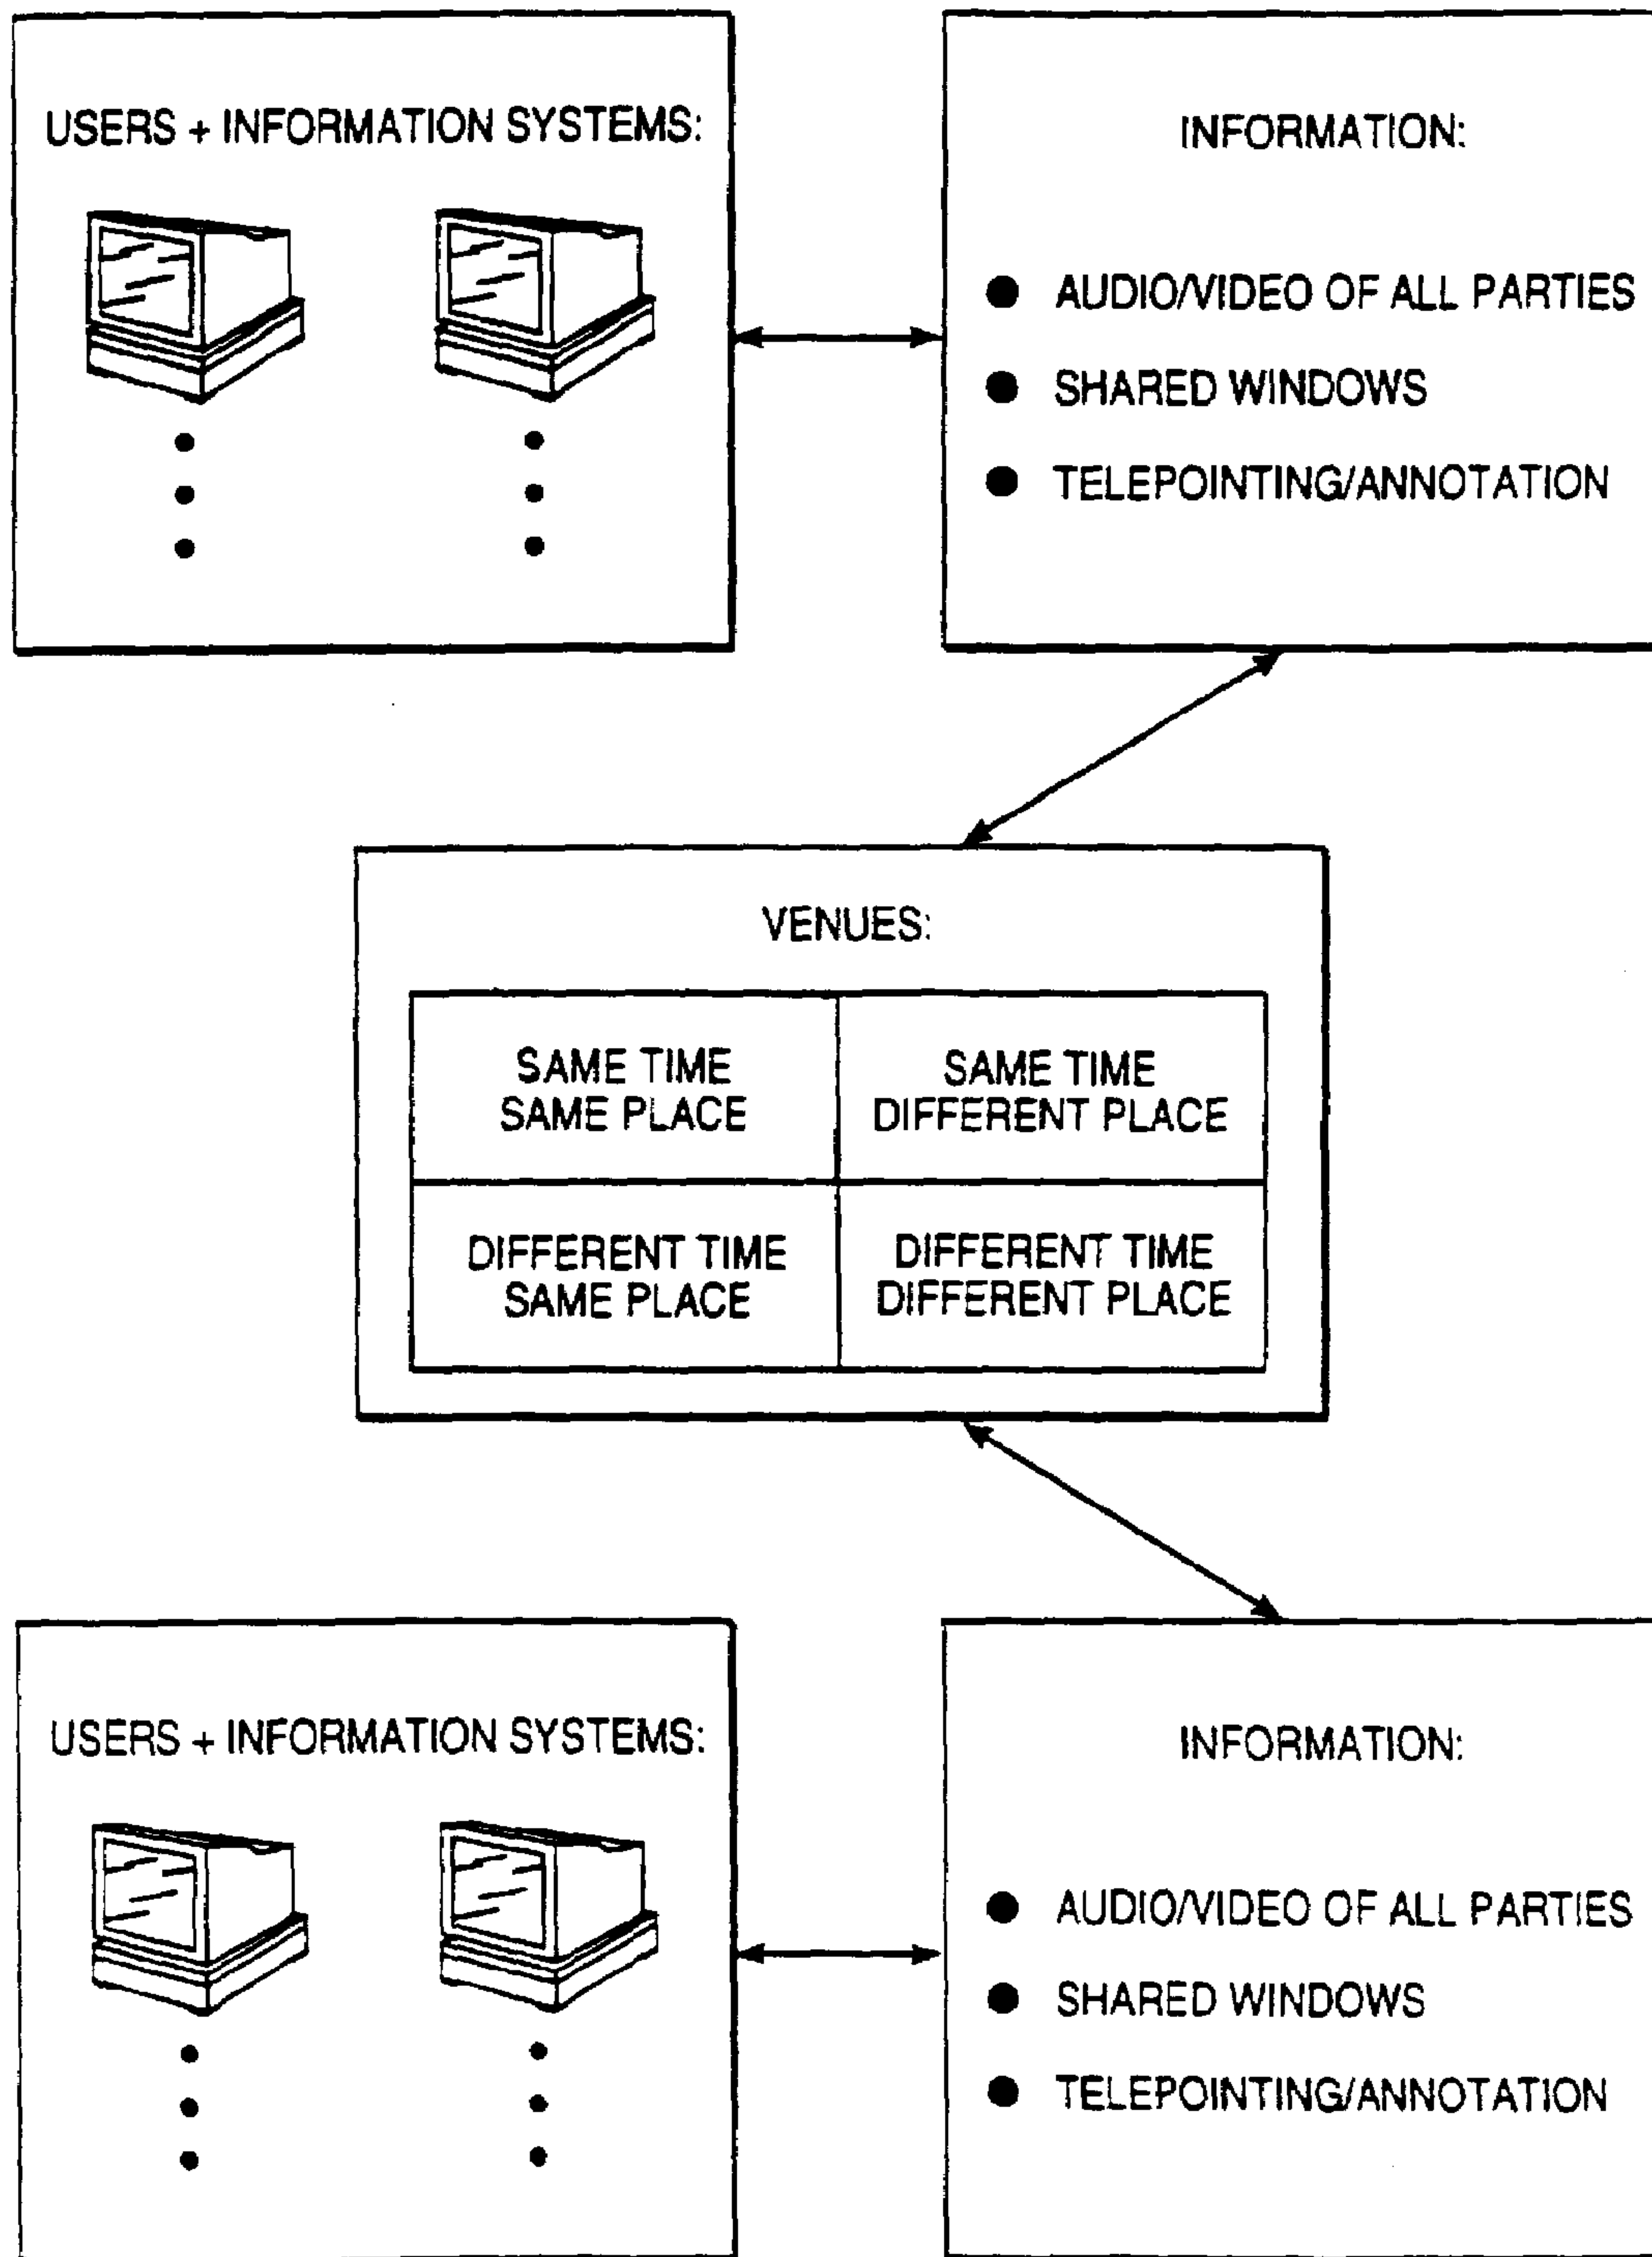 USERS + INFORMATION SYSTEMS:
INFORMATION:
● AUDIO/VIDEO OF ALL PARTIES
● SHARED WINDOWS
● TELEPOINTING/ANNOTATION
VENUES:
SAME TIME
SAME PLACE
SAME TIME
DIFFERENT PLACE
DIFFERENT TIME
SAME PLACE
DIFFERENT TIME
DIFFERENT PLACE
USERS + INFORMATION SYSTEMS:
INFORMATION:
● AUDIO/VIDEO OF ALL PARTIES
● SHARED WINDOWS
● TELEPOINTING/ANNOTATION